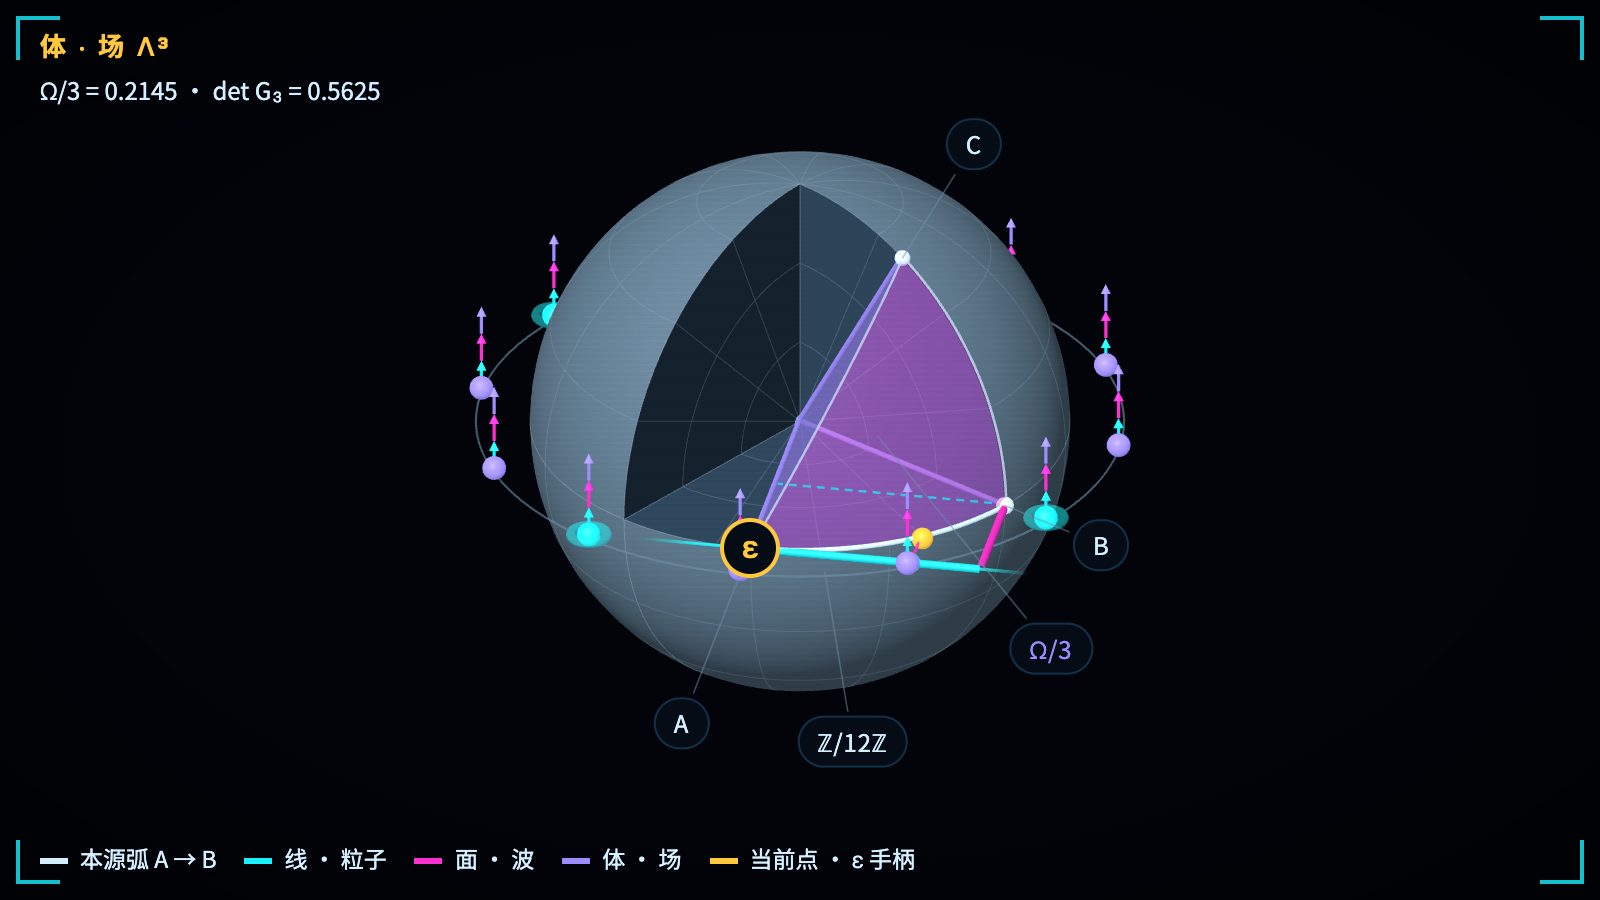 体 · 场 Λ³
Ω/3 = 0.2145 · det G₃ = 0.5625
C
ε
B
Ω/3
A
ℤ/12ℤ
本源弧 A → B 线 · 粒子 面 · 波 体 · 场 当前点 · ε 手柄